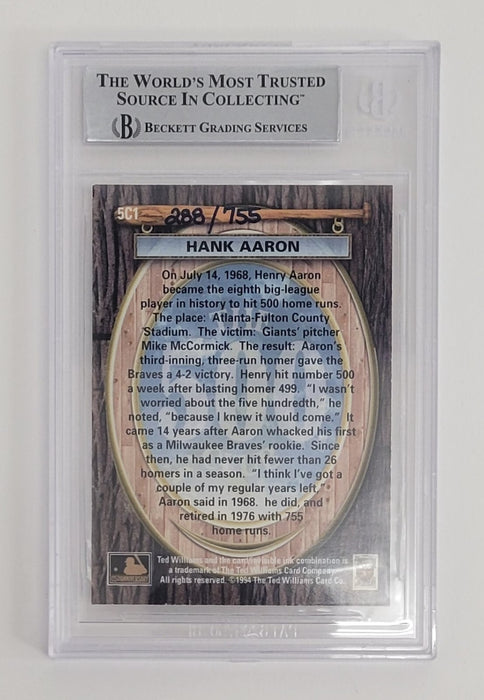 THE WORLD'S MOST TRUSTED
SOURCE IN COLLECTING™
B BECKETT GRADING SERVICES
5C1
288/755
HANK AARON
On July 14, 1968, Henry Aaron
became the eighth big-league
player in history to hit 500 home runs.
The place: Atlanta-Fulton County
Stadium. The victim: Giants' pitcher
Mike McCormick. The result: Aaron's
third-inning, three-run homer gave the
Braves a 4-2 victory. Henry hit number 500
a week after blasting homer 499. "I wasn't
worried about the five hundredth," he
noted, "because I knew it would come." It
came 14 years after Aaron whacked his first
as a Milwaukee Braves' rookie. Since
then, he had never hit fewer than 26
homers in a season. "I think I've got a
couple of my regular years left,"
Aaron said in 1968. he did, and
retired in 1976 with 755
home runs.
Ted Williams and the card/invisible ink combination is
a trademark of The Ted Williams Card Company.
All rights reserved. ©1994 The Ted Williams Card Co.